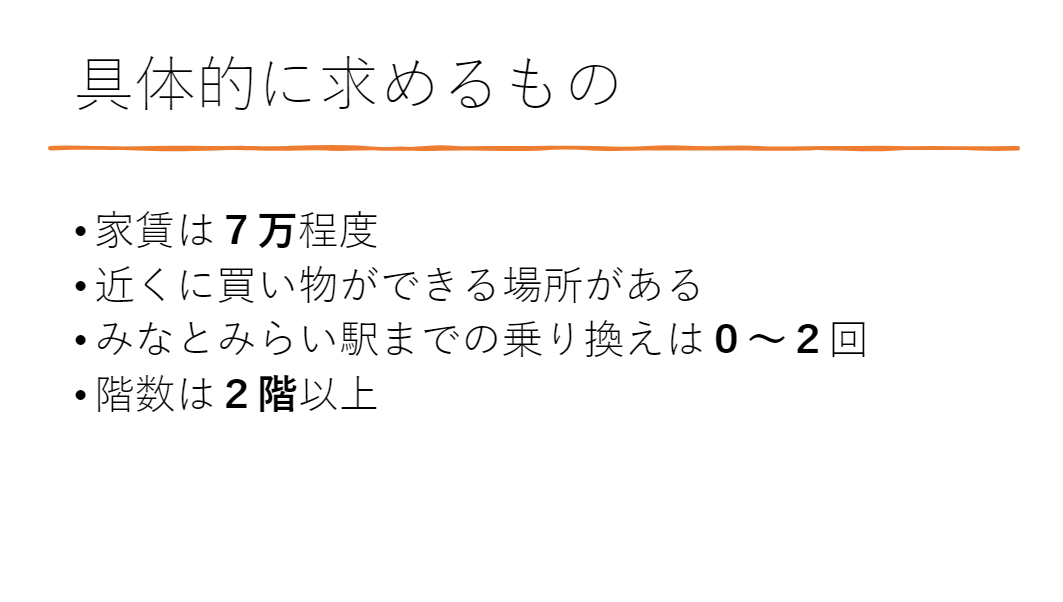 具体的に求めるもの
•家賃は７万程度
•近くに買い物ができる場所がある
•みなとみらい駅までの乗り換えは０～２回
•階数は２階以上